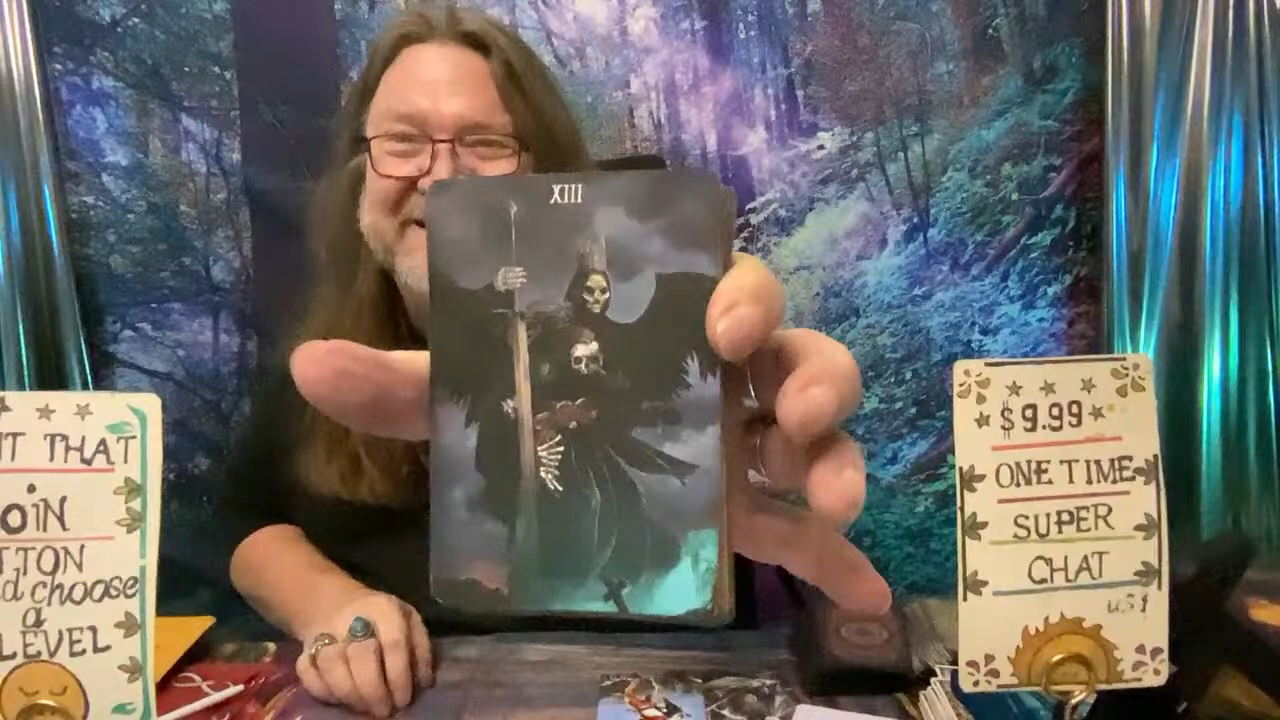 XIII
IT THAT
OiN
TTON
d choose
a
LEVEL
$9.99
ONE TIME
SUPER
CHAT
US $